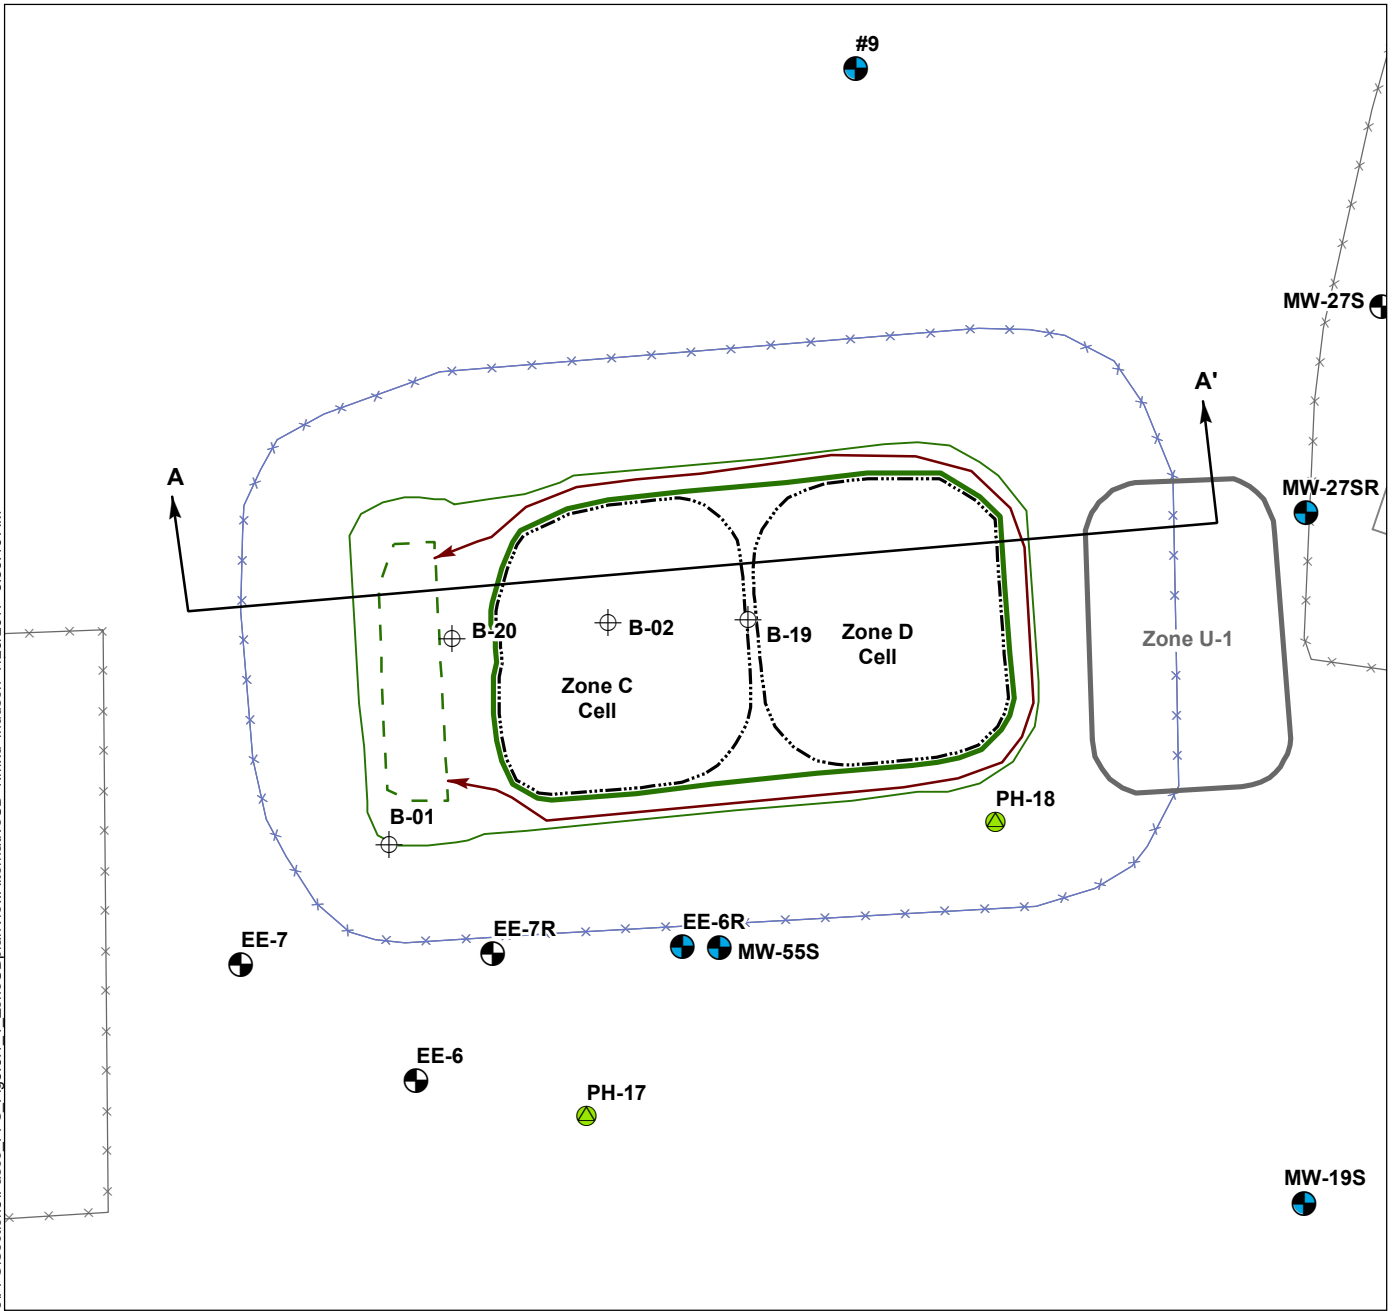 #9
MW-27S
A'
A
MW-27SR
B-20
B-02
B-19
Zone D
Cell
Zone U-1
Zone C
Cell
PH-18
B-01
EE-7
EE-7R
EE-6R
MW-55S
EE-6
PH-17
MW-19S